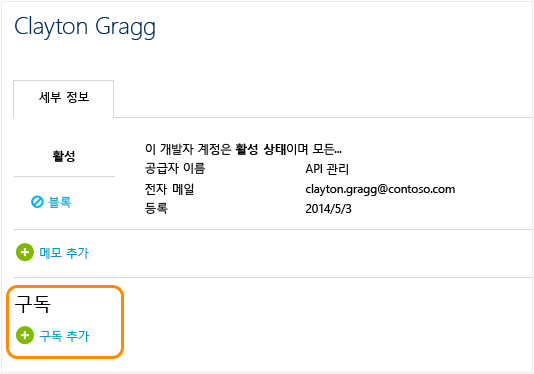 Clayton Gragg
세부 정보
활성
이 개발자 계정은 활성 상태이며 모든...
공급자 이름 API 관리
전자 메일 clayton.gragg@contoso.com
블록
등록 2014/5/3
메모 추가
구독
구독 추가